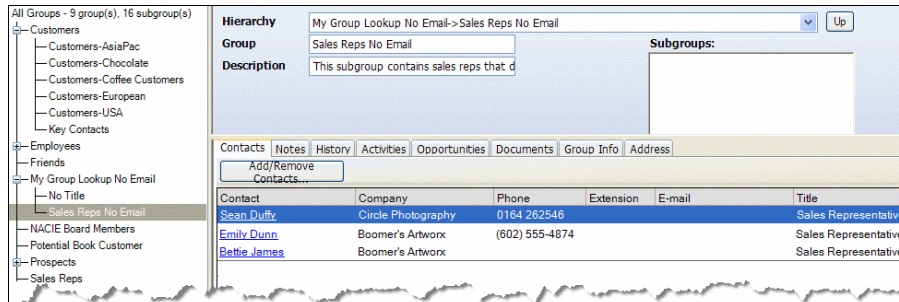 All Groups - 9 group(s), 16 subgroup(s)
Customers
Customers-AsiaPac
Customers-Chocolate
Customers-Coffee Customers
Customers-European
Customers-USA
Key Contacts
Employees
Friends
My Group Lookup No Email
No Title
Sales Reps No Email
NACIE Board Members
Potential Book Customer
Prospects
Sales Reps
Hierarchy My Group Lookup No Email->Sales Reps No Email Up
Group Sales Reps No Email Subgroups:
Description This subgroup contains sales reps that d
Contacts Notes History Activities Opportunities Documents Group Info Address
Add/Remove
Contacts...
Contact Company Phone Extension E-mail Title
Sean Duffy Circle Photography 0164 262546 Sales Representative
Emily Dunn Boomer's Artworx (602) 555-4874 Sales Representative
Bettie James Boomer's Artworx Sales Representative